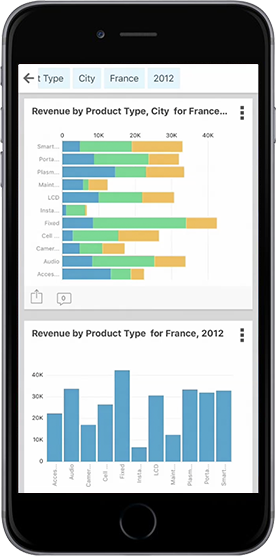 t Type City France 2012
Revenue by Product Type, City for France...
0 10K 20K 30K 40K
Smart...
Porta...
Plasm...
Maint...
LCD
Insta...
Fixed
Cell ...
Camer...
Audio
Acces...
0
Revenue by Product Type for France, 2012
40K
30K
20K
10K
0
Acces...
Audio
Camer...
Cell ...
Fixed
Insta...
LCD
Maint...
Plasm...
Porta...
Smart...